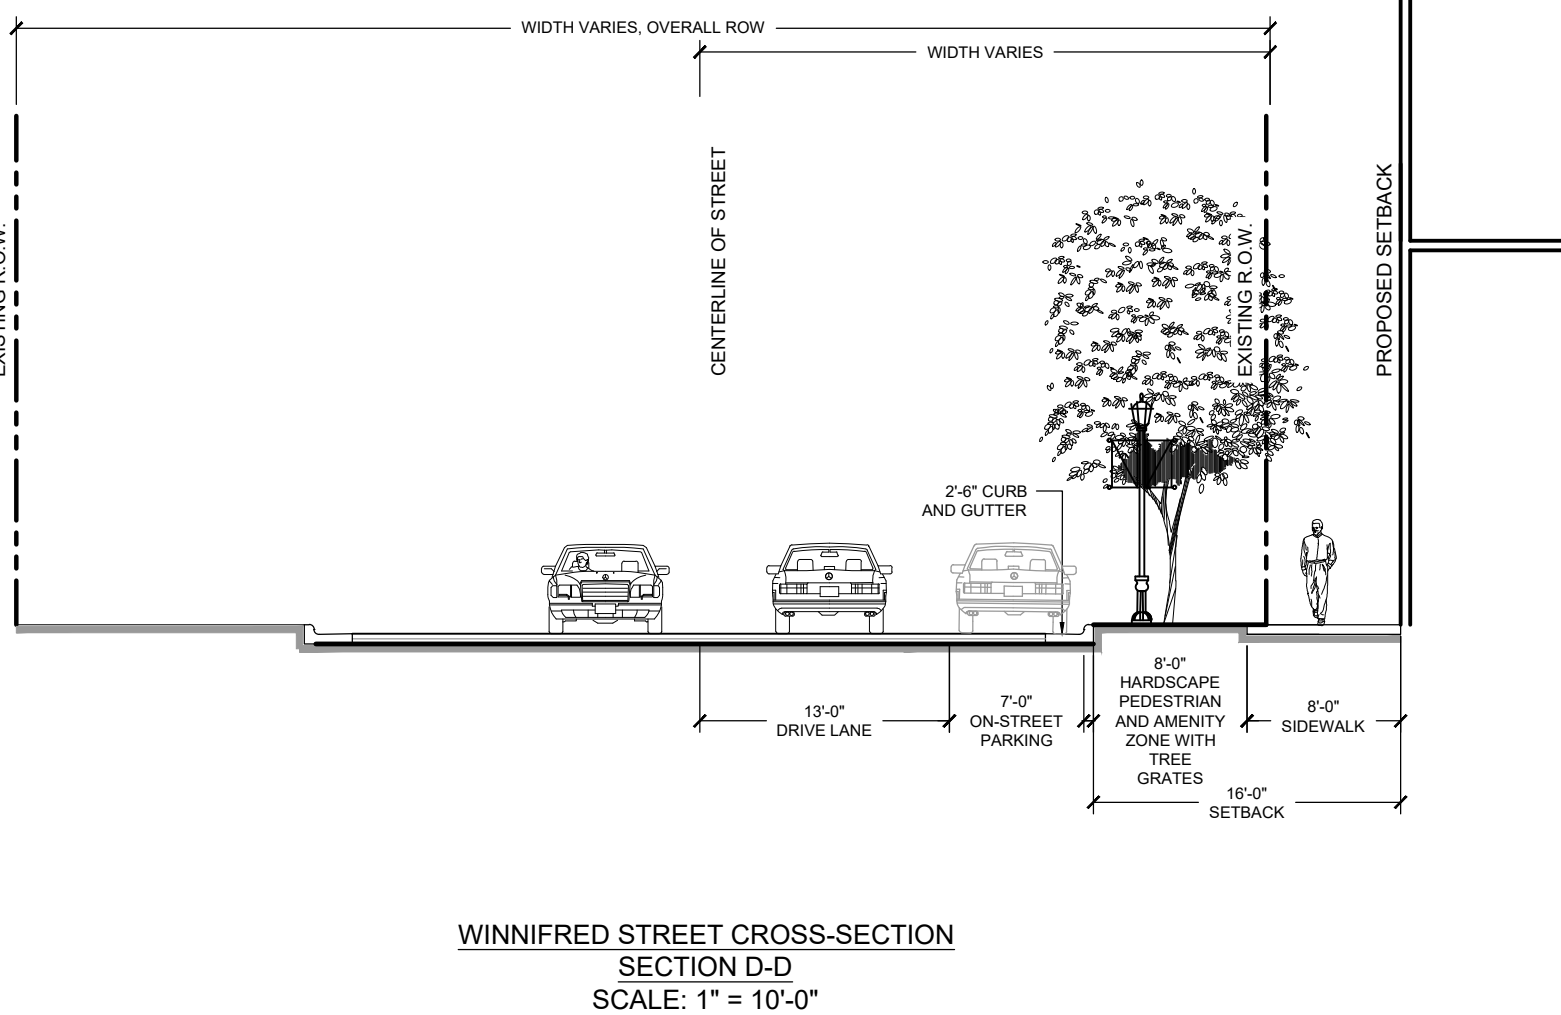 WIDTH VARIES, OVERALL ROW
WIDTH VARIES
EXISTING R.O.W.
CENTERLINE OF STREET
EXISTING R.O.W.
PROPOSED SETBACK
2'-6" CURB
AND GUTTER
13'-0"
DRIVE LANE
7'-0"
ON-STREET
PARKING
8'-0"
HARDSCAPE
PEDESTRIAN
AND AMENITY
ZONE WITH
TREE
GRATES
8'-0"
SIDEWALK
16'-0"
SETBACK
WINNIFRED STREET CROSS-SECTION
SECTION D-D
SCALE: 1" = 10'-0"